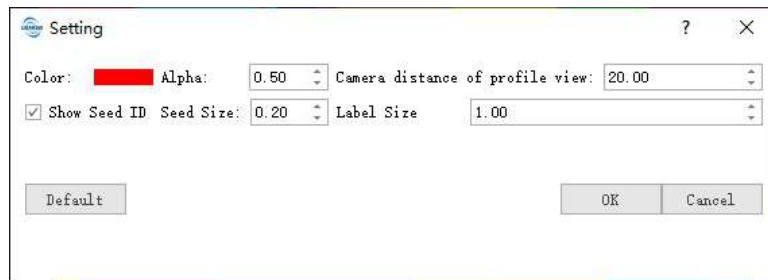 Setting ?
Color: Alpha: 0.50 Camera distance of profile view: 20.00
Show Seed ID Seed Size: 0.20 Label Size 1.00
Default OK Cancel